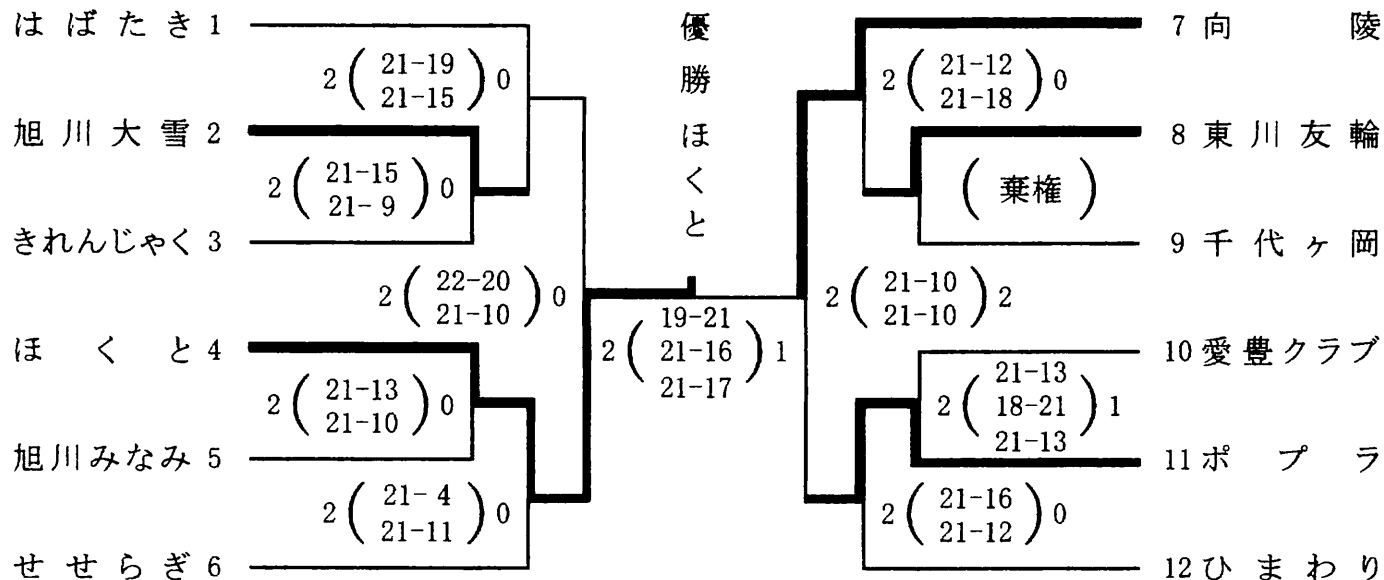 はばたき 1
2 ( 21-19 21-15 ) 0
旭川大雪 2
2 ( 21-15 21- 9 ) 0
きれんじゃく 3
2 ( 22-20 21-10 ) 0
ほくと 4
2 ( 21-13 21-10 ) 0
旭川みなみ 5
2 ( 21- 4 21-11 ) 0
せせらぎ 6
優勝ほくと
2 ( 19-21 21-16 21-17 ) 1
7 向陵
2 ( 21-12 21-18 ) 0
8 東川友輪
( 棄権 )
9 千代ヶ岡
2 ( 21-10 21-10 ) 2
10 愛豊クラブ
2 ( 21-13 18-21 21-13 ) 1
11 ポプラ
2 ( 21-16 21-12 ) 0
12 ひまわり